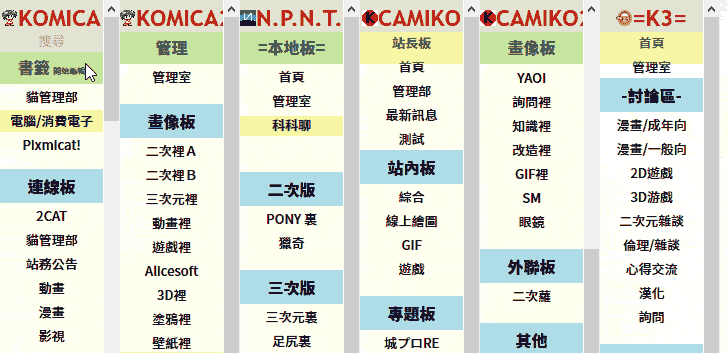 KOMICA
搜尋
書籤 開始編輯
貓管理部
電腦/消費電子
Pixmicat!
連線板
2CAT
貓管理部
站務公告
動畫
漫畫
影視
KOMICA2
管理
管理室
畫像板
二次裡A
二次裡B
三次元裡
動畫裡
遊戲裡
Alicesoft
3D裡
塗鴉裡
壁紙裡
N.P.N.T.
=本地板=
首頁
管理室
科科聊
二次版
PONY 裏
獵奇
三次版
三次元裏
足尻裏
CAMIKO
站長板
首頁
管理部
最新訊息
測試
站內板
綜合
線上繪圖
GIF
遊戲
專題板
城プロRE
CAMIKO2
畫像板
YAOI
詢問裡
知識裡
改造裡
GIF裡
SM
眼鏡
外聯板
二次蘿
其他
=K3=
首頁
管理室
-討論區-
漫畫/成年向
漫畫/一般向
2D遊戲
3D遊戲
二次元雜談
倫理/雜談
心得交流
漢化
詢問